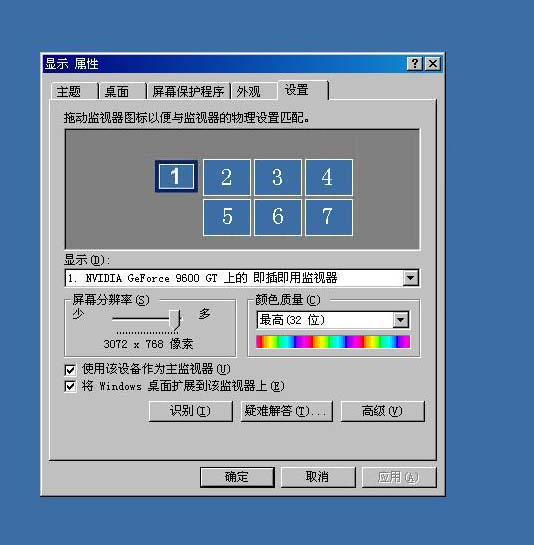 显示 属性
主题 桌面 屏幕保护程序 外观 设置
拖动监视器图标以便与监视器的物理设置匹配。
1 2 3 4
5 6 7
显示(D):
1. NVIDIA GeForce 9600 GT 上的 即插即用监视器
屏幕分辨率(S) 颜色质量(C)
少 多 最高(32 位)
3072 x 768 像素
使用该设备作为主监视器(U)
将 Windows 桌面扩展到该监视器上(E)
识别(I) 疑难解答(T)... 高级(V)
确定 取消 应用(A)